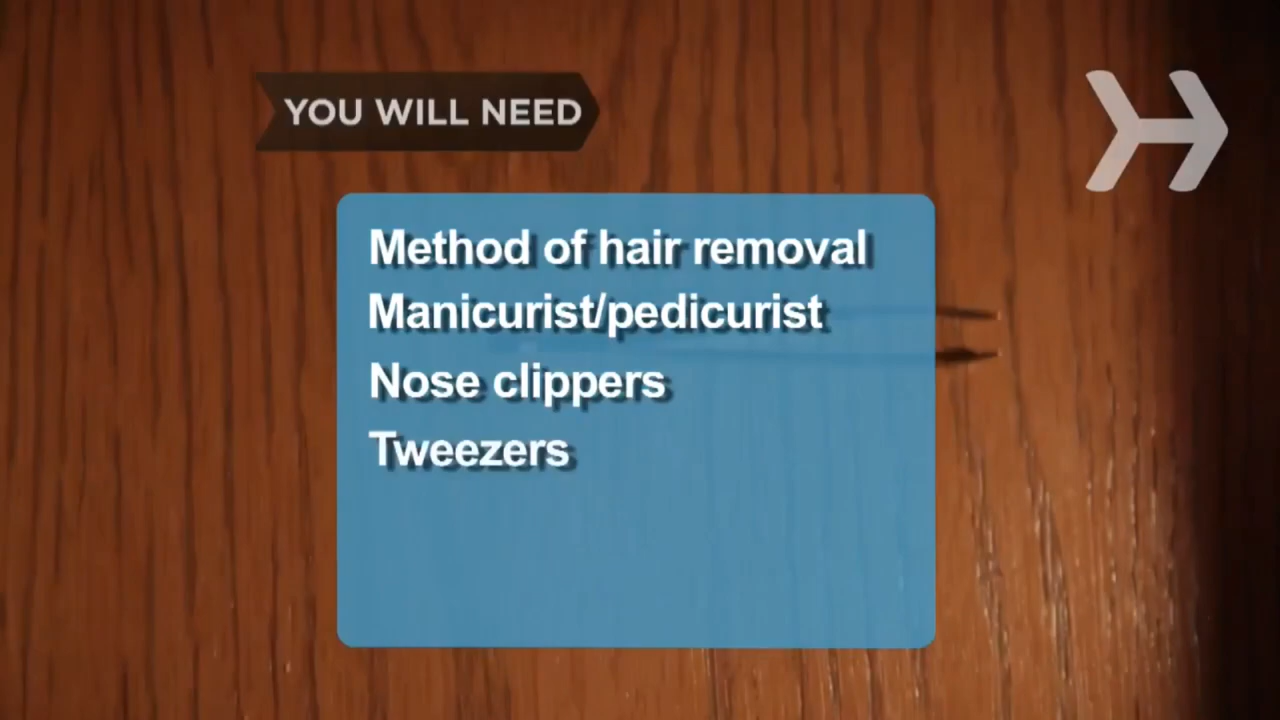 YOU WILL NEED
Method of hair removal
Manicurist/pedicurist
Nose clippers
Tweezers